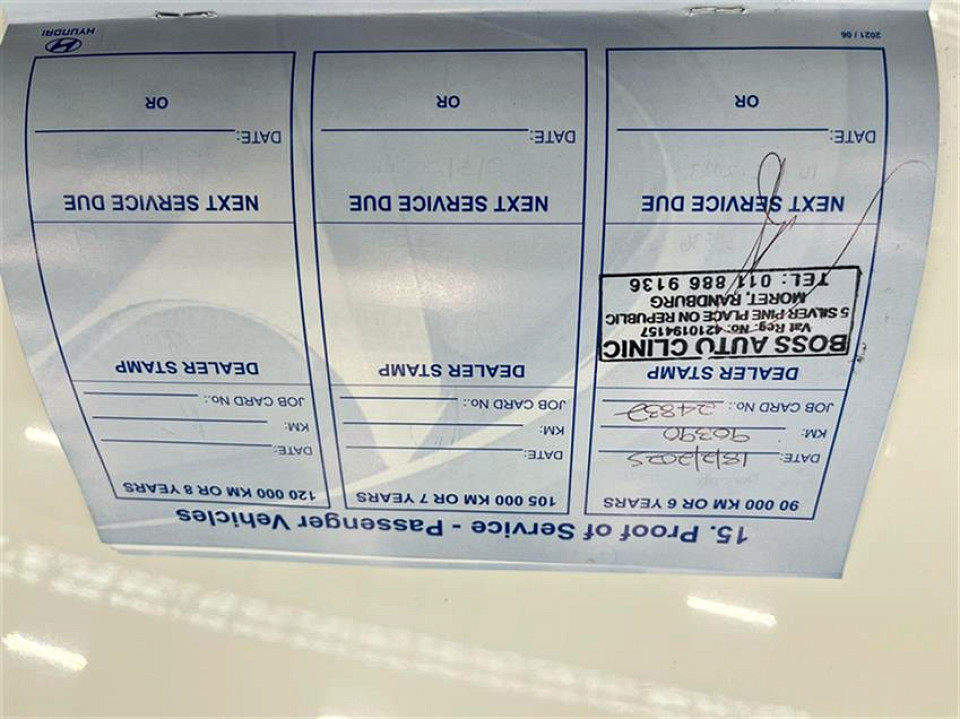 15. Proof of Service - Passenger Vehicles
90 000 KM OR 6 YEARS
DATE: 18/2/2025
KM: 90390
JOB CARD No.: 24837
DEALER STAMP
BOSS AUTO CLINIC
Vat Reg. No: 4210194157
5 SILVER PINE PLACE ON REPUBLIC
MORET, RANDBURG
TEL: 011 886 9136
NEXT SERVICE DUE
DATE:
OR
105 000 KM OR 7 YEARS
DATE:
KM:
JOB CARD No.:
DEALER STAMP
NEXT SERVICE DUE
DATE:
OR
120 000 KM OR 8 YEARS
DATE:
KM:
JOB CARD No.:
DEALER STAMP
NEXT SERVICE DUE
DATE:
OR
2021 / 06
HYUNDAI